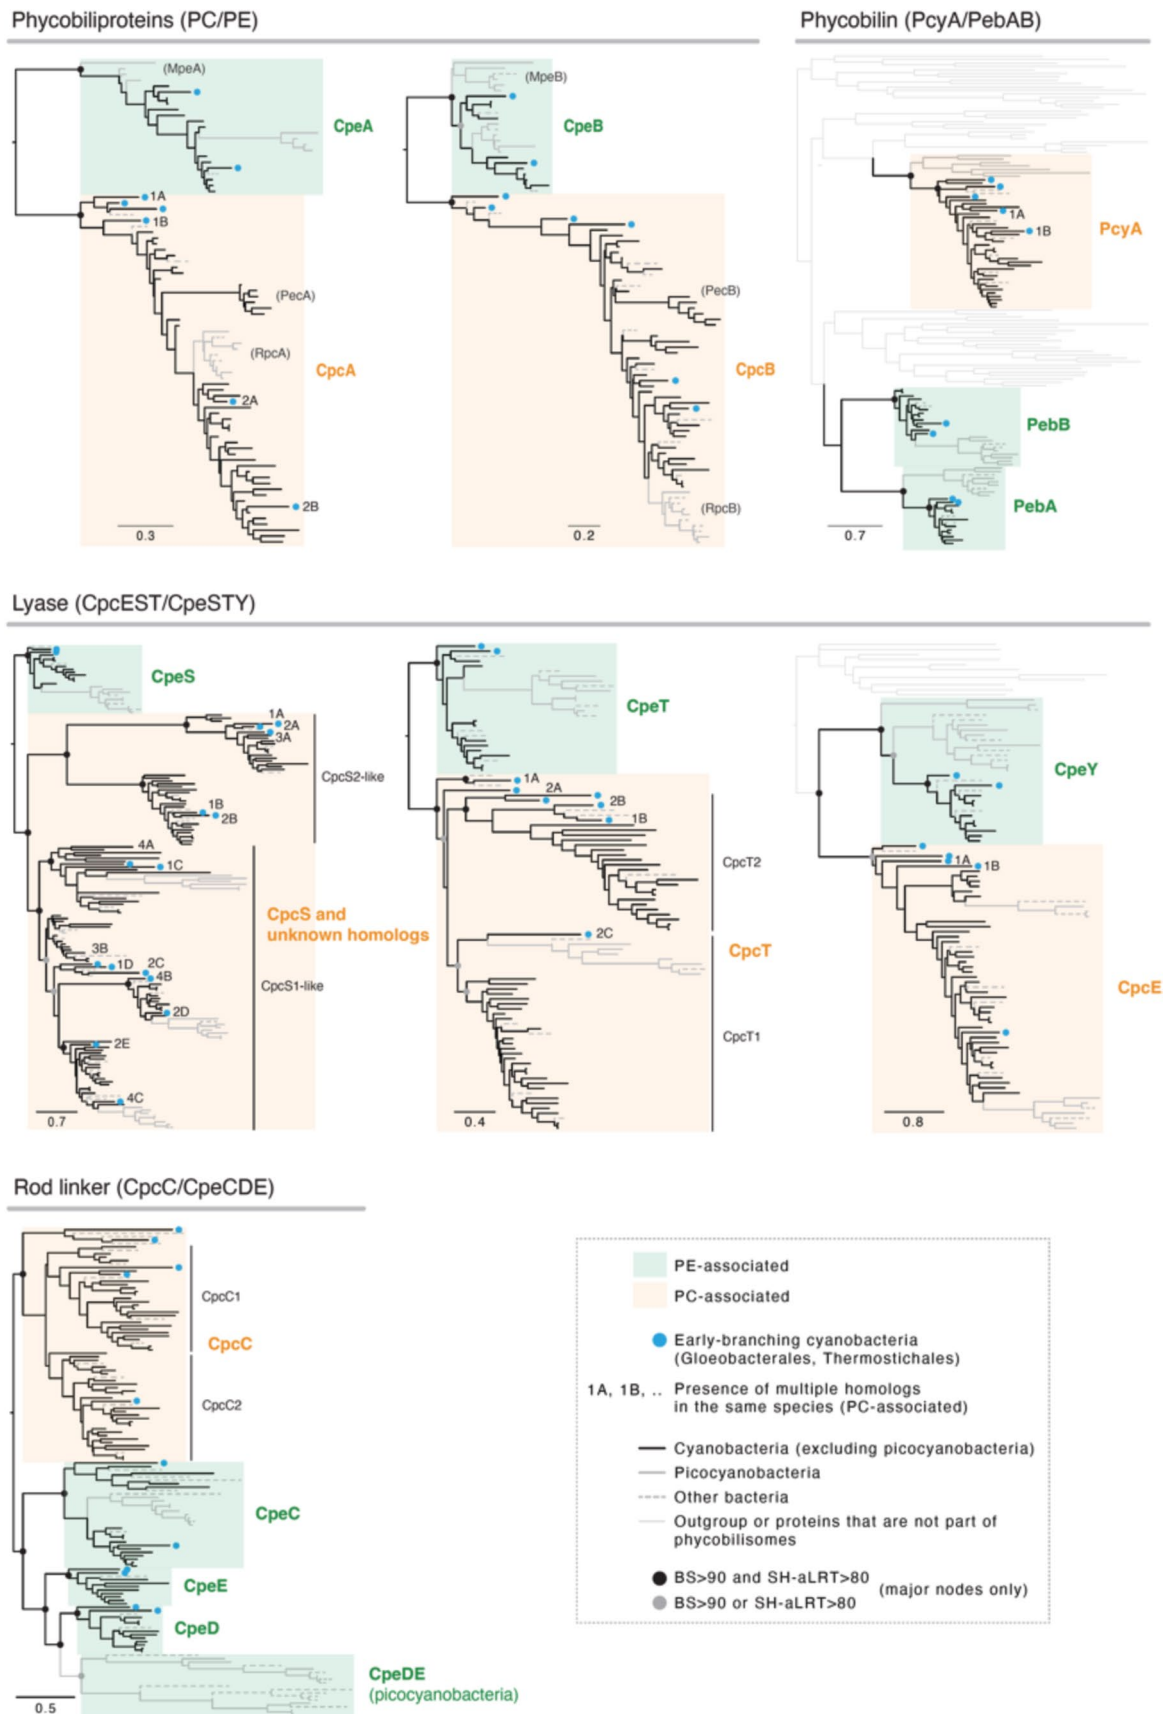 Phycobiliproteins (PC/PE)
Phycobilin (PcyA/PebAB)
(MpeA)
CpeA
1A
1B
(PecA)
(RpcA)
CpcA
2A
2B
0.3
(MpeB)
CpeB
(PecB)
CpcB
(RpcB)
0.2
1A
1B
PcyA
PebB
PebA
0.7
Lyase (CpcEST/CpeSTY)
CpeS
1A
2A
3A
CpcS2-like
1B
2B
4A
1C
CpcS and
unknown homologs
3B
1D
2C
4B
CpcS1-like
2D
2E
4C
0.7
CpeT
1A
2A
2B
1B
CpcT2
2C
CpcT
CpcT1
0.4
CpeY
1A
1B
CpcE
0.8
Rod linker (CpcC/CpeCDE)
CpcC1
CpcC
CpcC2
CpeC
CpeE
CpeD
CpeDE
(picocyanobacteria)
0.5
PE-associated
PC-associated
Early-branching cyanobacteria
(Gloeobacterales, Thermostichales)
1A, 1B, .. Presence of multiple homologs
in the same species (PC-associated)
Cyanobacteria (excluding picocyanobacteria)
Picocyanobacteria
Other bacteria
Outgroup or proteins that are not part of
phycobilisomes
BS>90 and SH-aLRT>80
(major nodes only)
BS>90 or SH-aLRT>80